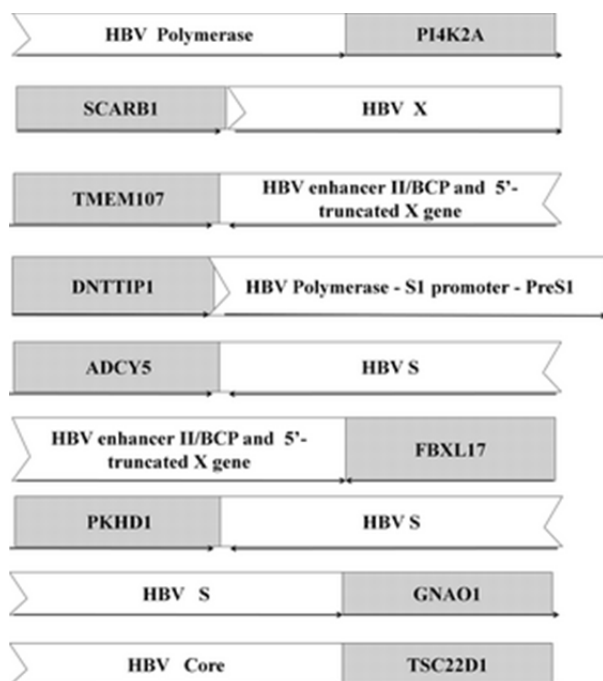 HBV Polymerase PI4K2A
SCARB1 HBV X
TMEM107 HBV enhancer II/BCP and 5’-
truncated X gene
DNTTIP1 HBV Polymerase - S1 promoter - PreS1
ADCY5 HBV S
HBV enhancer II/BCP and 5’-
truncated X gene FBXL17
PKHD1 HBV S
HBV S GNAO1
HBV Core TSC22D1